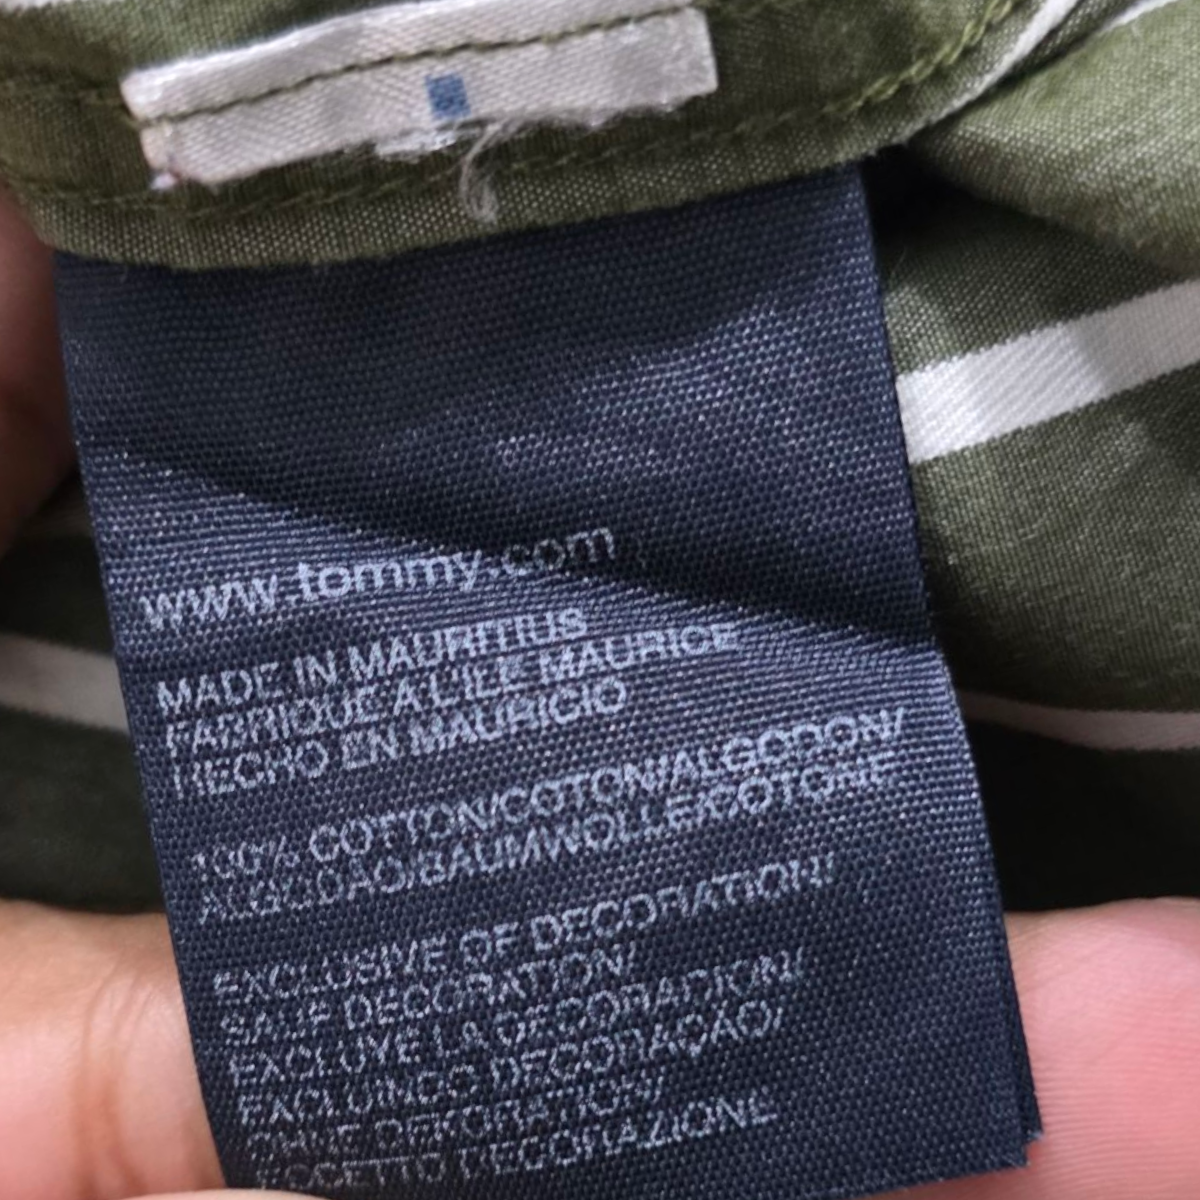 www.tommy.com
MADE IN MAURITIUS
FABRIQUE A L'ILE MAURICE
HECHO EN MAURICIO
100% COTTON/COTON/ALGODON/
ALGODAO/BAUMWOLLE/COTONE
EXCLUSIVE OF DECORATION/
SAUF DECORATION/
EXCLUYE LA DECORACION/
EXCLUINDO DECORAÇÃO/
OHNE DEKORATION/
ECCETTO DECORAZIONE